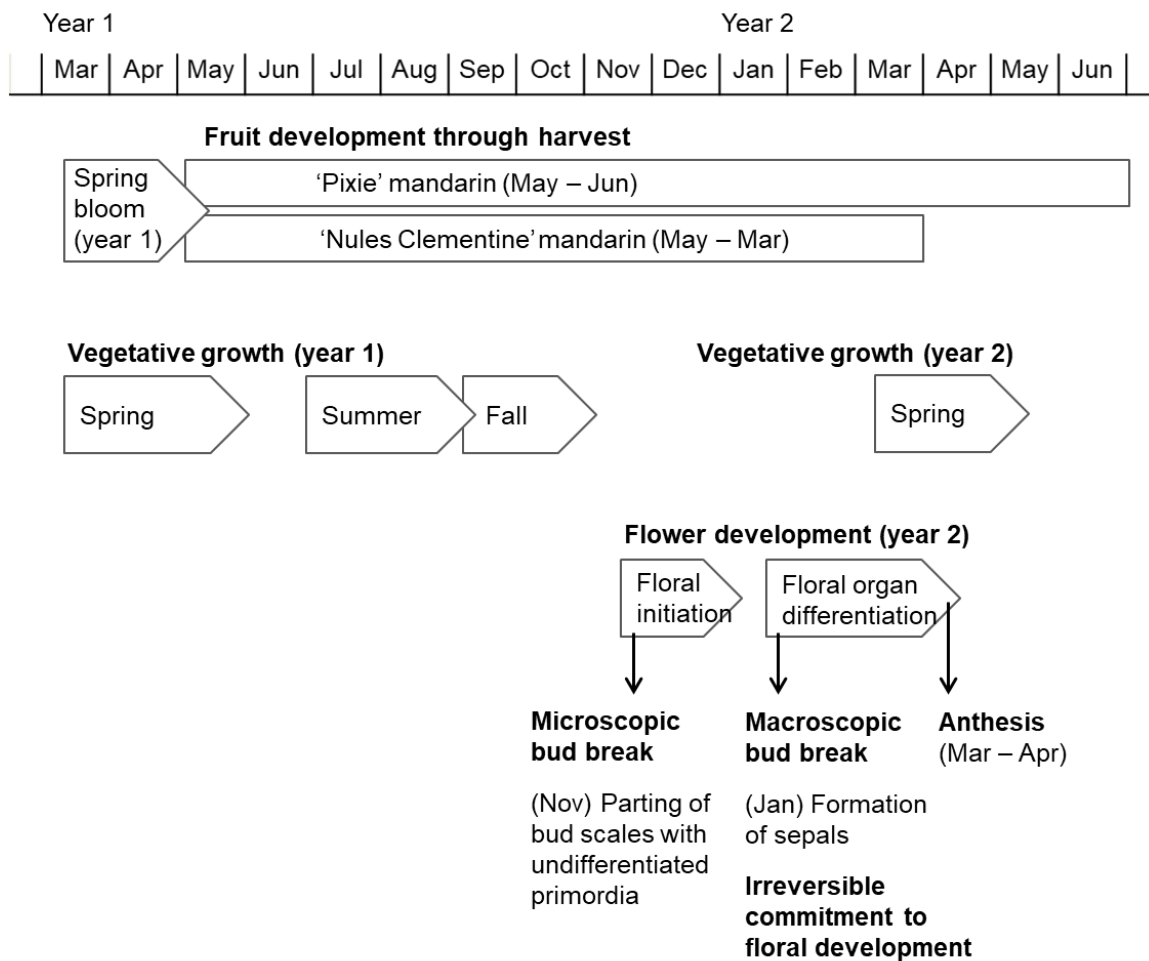 Year 1 Year 2
Mar Apr May Jun Jul Aug Sep Oct Nov Dec Jan Feb Mar Apr May Jun
Fruit development through harvest
Spring
bloom
(year 1)
‘Pixie’ mandarin (May – Jun)
‘Nules Clementine’ mandarin (May – Mar)
Vegetative growth (year 1)
Spring
Summer
Fall
Vegetative growth (year 2)
Spring
Flower development (year 2)
Floral
initiation
Floral organ
differentiation
Microscopic
bud break
(Nov) Parting of
bud scales with
undifferentiated
primordia
Macroscopic
bud break
(Jan) Formation
of sepals
Irreversible
commitment to
floral development
Anthesis
(Mar – Apr)